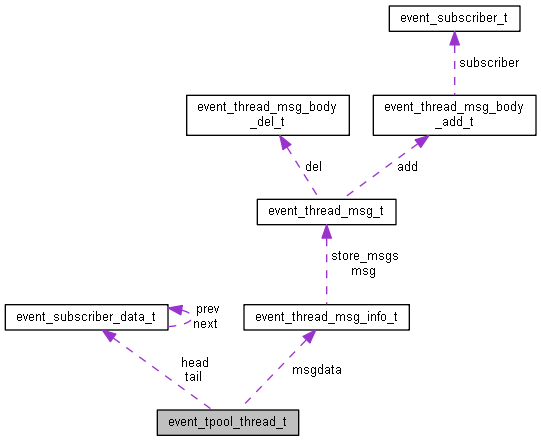 event_subscriber_t
subscriber
event_thread_msg_body
_del_t
event_thread_msg_body
_add_t
del
add
event_thread_msg_t
store_msgs
msg
event_subscriber_data_t
prev
next
event_thread_msg_info_t
head
tail
msgdata
event_tpool_thread_t